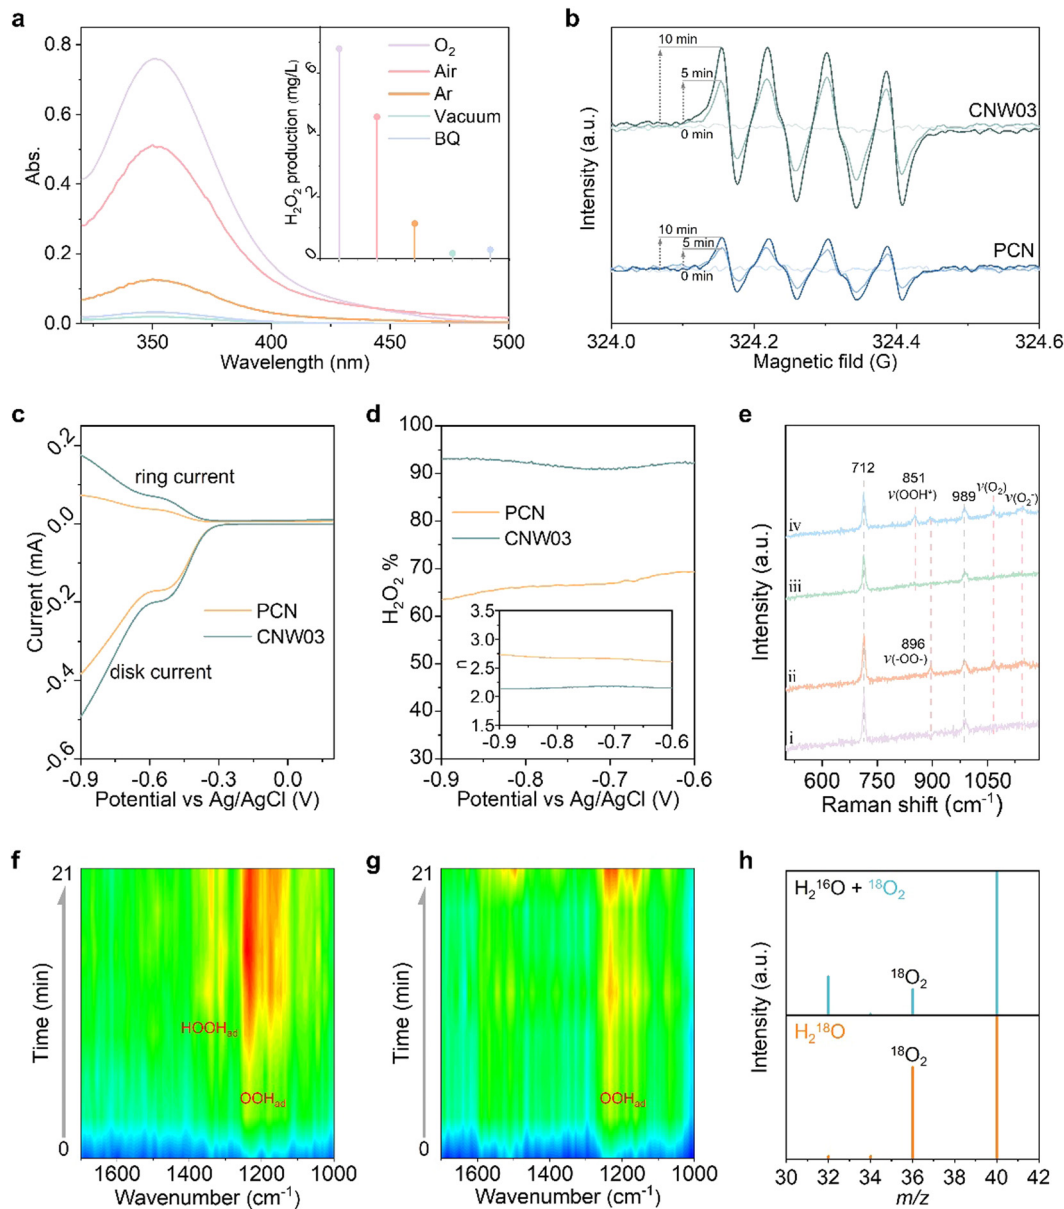 a
0.8
0.6
0.4
0.2
0.0
Abs.
350
400
450
500
Wavelength (nm)
H2O2 production (mg/L)
6
4
2
0
O2
Air
Ar
Vacuum
BQ
b
Intensity (a.u.)
10 min
5 min
0 min
CNW03
10 min
5 min
0 min
PCN
324.0
324.2
324.4
324.6
Magnetic fild (G)
c
0.2
0.0
-0.2
-0.4
-0.6
Current (mA)
ring current
PCN
CNW03
disk current
-0.9
-0.6
-0.3
0.0
Potential vs Ag/AgCl (V)
d
100
90
80
70
60
50
40
30
H2O2 %
PCN
CNW03
3.5
3.0
2.5
2.0
1.5
n
-0.9
-0.8
-0.7
-0.6
-0.9
-0.8
-0.7
-0.6
Potential vs Ag/AgCl (V)
e
Intensity (a.u.)
712
851
ν(OOH*)
989
ν(O2)
ν(O2-)
iv
iii
896
ν(-OO-)
ii
i
600
750
900
1050
Raman shift (cm-1)
f
21
Time (min)
0
HOOHad
OOHad
1600
1400
1200
1000
Wavenumber (cm-1)
g
21
Time (min)
0
OOHad
1600
1400
1200
1000
Wavenumber (cm-1)
h
Intensity (a.u.)
H216O + 18O2
18O2
H218O
18O2
30
32
34
36
38
40
42
m/z